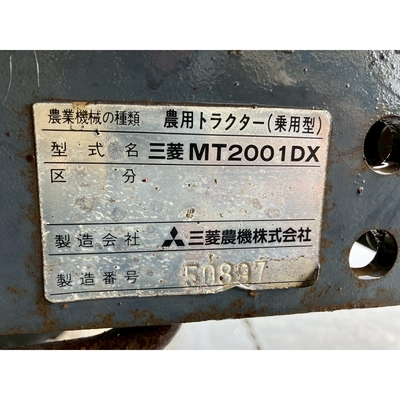 農業機械の種類 農用トラクター(乗用型)
型式名 三菱MT2001DX
区分
製造会社 三菱農機株式会社
製造番号 50897